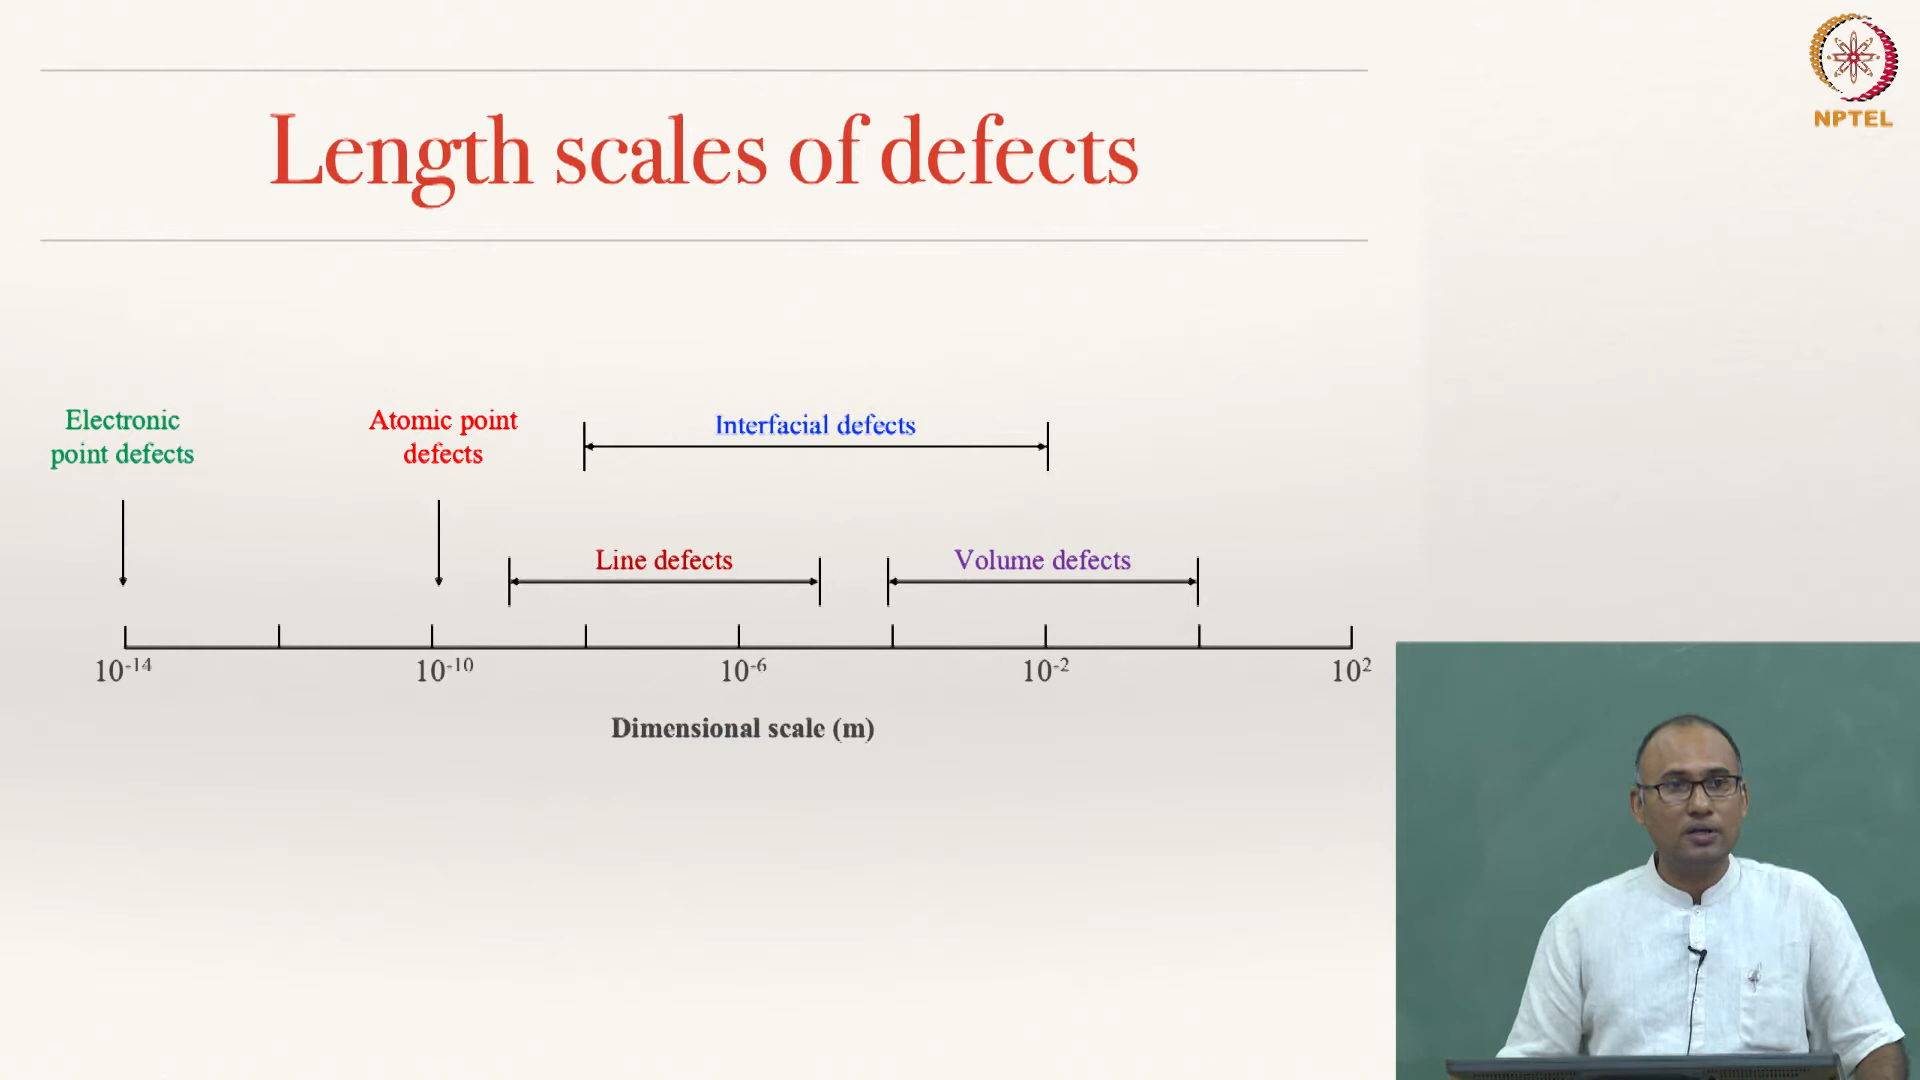 NPTEL
Length scales of defects
Electronic
point defects
Atomic point
defects
Interfacial defects
Line defects
Volume defects
10⁻¹⁴ 10⁻¹⁰ 10⁻⁶ 10⁻² 10²
Dimensional scale (m)